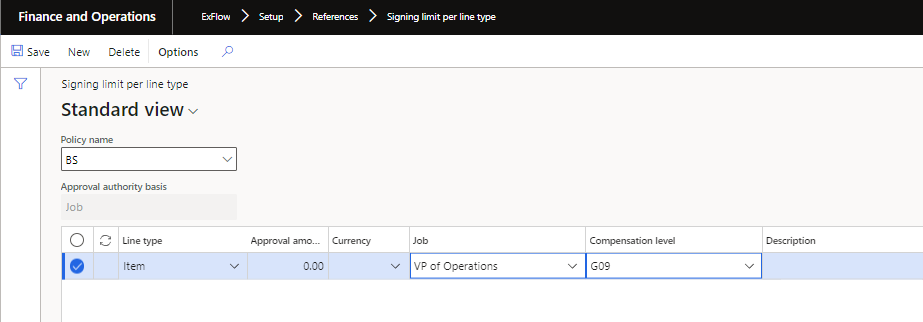 Finance and Operations ExFlow Setup References Signing limit per line type
Save New Delete Options
Signing limit per line type
Standard view
Policy name
BS
Approval authority basis
Job
Line type Approval amo... Currency Job Compensation level Description
Item 0.00 VP of Operations G09